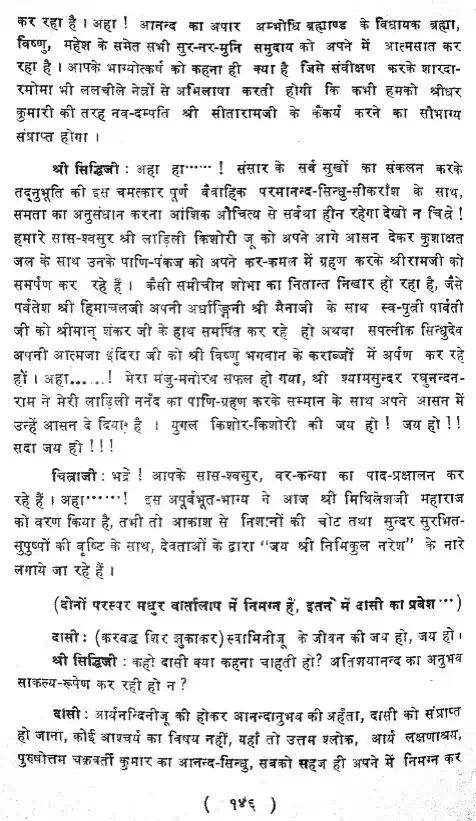 कर रहा है । अहा ! आनन्द का अपार अम्भोधि ब्रह्माण्ड के विधायक ब्रह्मा,
विष्णु, महेश के समेत सभी सुर-नर-मुनि समुदाय को अपने में आत्मसात कर
रहा है । आपके भाग्योत्कर्ष को कहना ही क्या है जिसे संवीक्षण करके शारदा-
रमोमा भी ललचीले नेत्रों से अभिलाषा करती होंगी कि कभी हमको श्रीधर
कुमारी की तरह नव-दम्पति श्री सीतारामजी के कैंकर्य करने का सौभाग्य
संप्राप्त होगा ।
श्री सिद्धिजी : अहा हा······ ! संसार के सर्व सुखों का संकलन करके
तद्नुभूति की इस चमत्कार पूर्ण वैवाहिक परमानन्द-सिन्धु-सीकरांश के साथ,
समता का अनुसंधान करना आंशिक औचित्य से सर्वथा हीन रहेगा देखो न चित्रे !
हमारे सास-श्वसुर श्री लाड़िली किशोरी जू को अपने आगे आसन देकर कुशाक्षत
जल के साथ उनके पाणि-पंकज को अपने कर-कमल में ग्रहण करके श्रीरामजी को
समर्पण कर रहे हैं । कैसी समीचीन शोभा का नितान्त निखार हो रहा है, जैसे
पर्वतेश श्री हिमाचलजी अपनी अर्धाङ्गिनी श्री मैनाजी के साथ स्व-पुत्री पार्वती
जी को श्रीमान् शंकर जी के हाथ समर्पित कर रहे हो अथवा सपत्नीक सिन्धुदेव
अपनी आत्मजा इंदिरा जी को श्री विष्णु भगवान के कराब्जों में अर्पण कर रहे
हों । अहा······! मेरा मंजु-मनोरथ सफल हो गया, श्री श्यामसुन्दर रघुनन्दन-
राम ने मेरी लाड़िली ननँद का पाणि-ग्रहण करके सम्मान के साथ अपने आसन में
उन्हें आसन दे दिया है । युगल किशोर-किशोरी की जय हो ! जय हो !!
सदा जय हो ! ! !
चित्राजी : भद्रे ! आपके सास-श्वसुर, वर-कन्या का पाद-प्रक्षालन कर
रहे हैं । अहा······! इस अपूर्वभूत-भाग्य ने आज श्री मिथिलेशजी महाराज
को वरण किया है, तभी तो आकाश से निशानों की चोट तथा सुन्दर सुरभित-
सुपुष्पों की वृष्टि के साथ, देवताओं के द्वारा "जय श्री निमिकुल नरेश" के नारे
लगाये जा रहे हैं ।
(दोनों परस्पर मधुर वार्तालाप में निमग्न हैं, इतने में दासी का प्रवेश···)
दासी : (करवद्ध शिर झुकाकर) स्वामिनीजू के जीवन की जय हो, जय हो ।
श्री सिद्धिजी : कहो दासी क्या कहना चाहती हो? अतिशयानन्द का अनुभव
साकल्य-रूपेण कर रही हो न ?
दासी : आर्यनन्दिनीजू की होकर आनन्दानुभव की अर्हता, दासी को संप्राप्त
हो जाना, कोई आश्चर्य का विषय नहीं, यहाँ तो उत्तम श्लोक, आर्य लक्षणाश्रय,
पुरुषोत्तम चक्रवर्ती कुमार का आनन्द-सिन्धु, सबको सहज ही अपने में निमग्न कर
( १४६ )